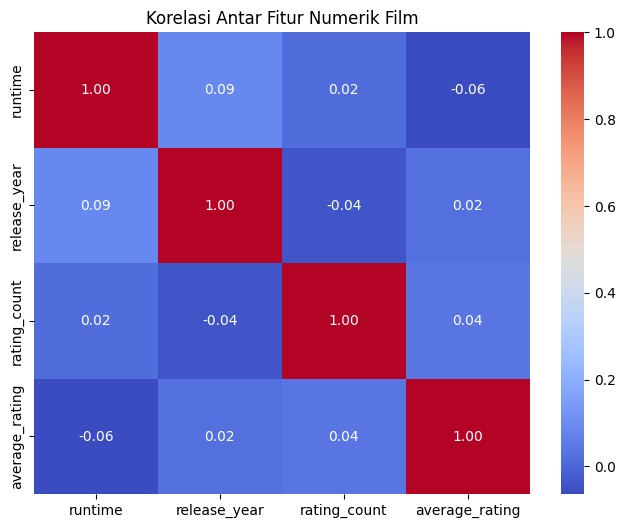 Korelasi Antar Fitur Numerik Film
runtime 1.00 0.09 0.02 -0.06
release_year 0.09 1.00 -0.04 0.02
rating_count 0.02 -0.04 1.00 0.04
average_rating -0.06 0.02 0.04 1.00
runtime release_year rating_count average_rating
1.0
0.8
0.6
0.4
0.2
0.0